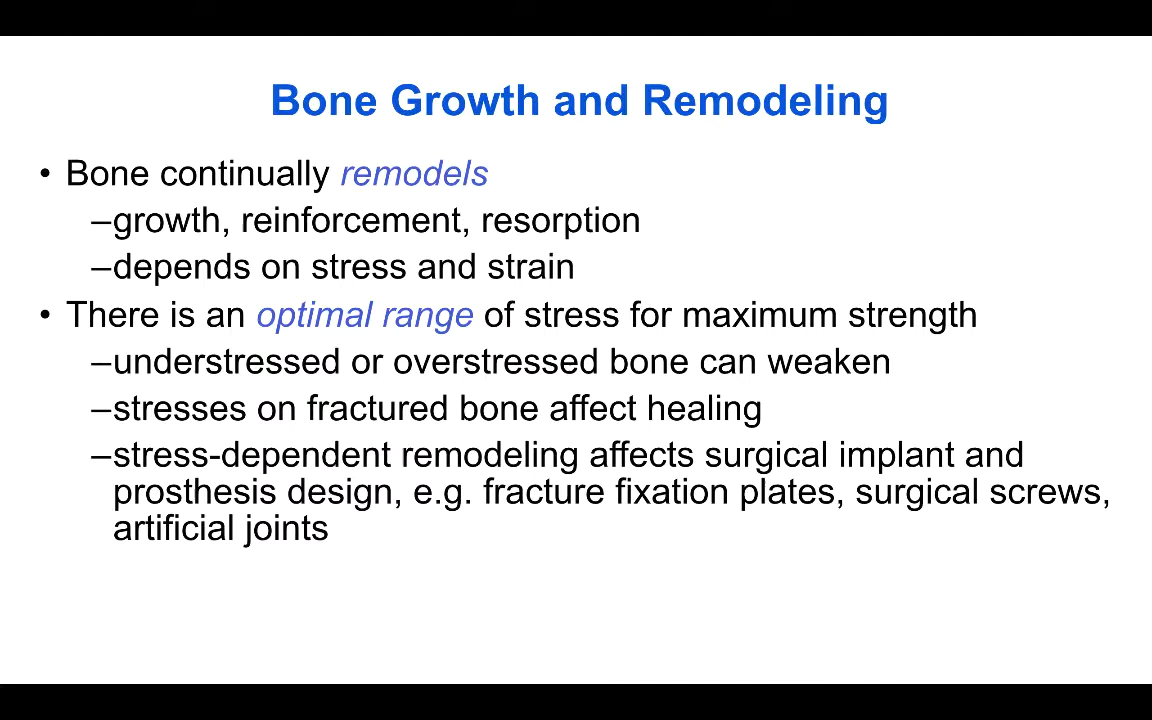 Bone Growth and Remodeling
• Bone continually remodels
–growth, reinforcement, resorption
–depends on stress and strain
• There is an optimal range of stress for maximum strength
–understressed or overstressed bone can weaken
–stresses on fractured bone affect healing
–stress-dependent remodeling affects surgical implant and
prosthesis design, e.g. fracture fixation plates, surgical screws,
artificial joints